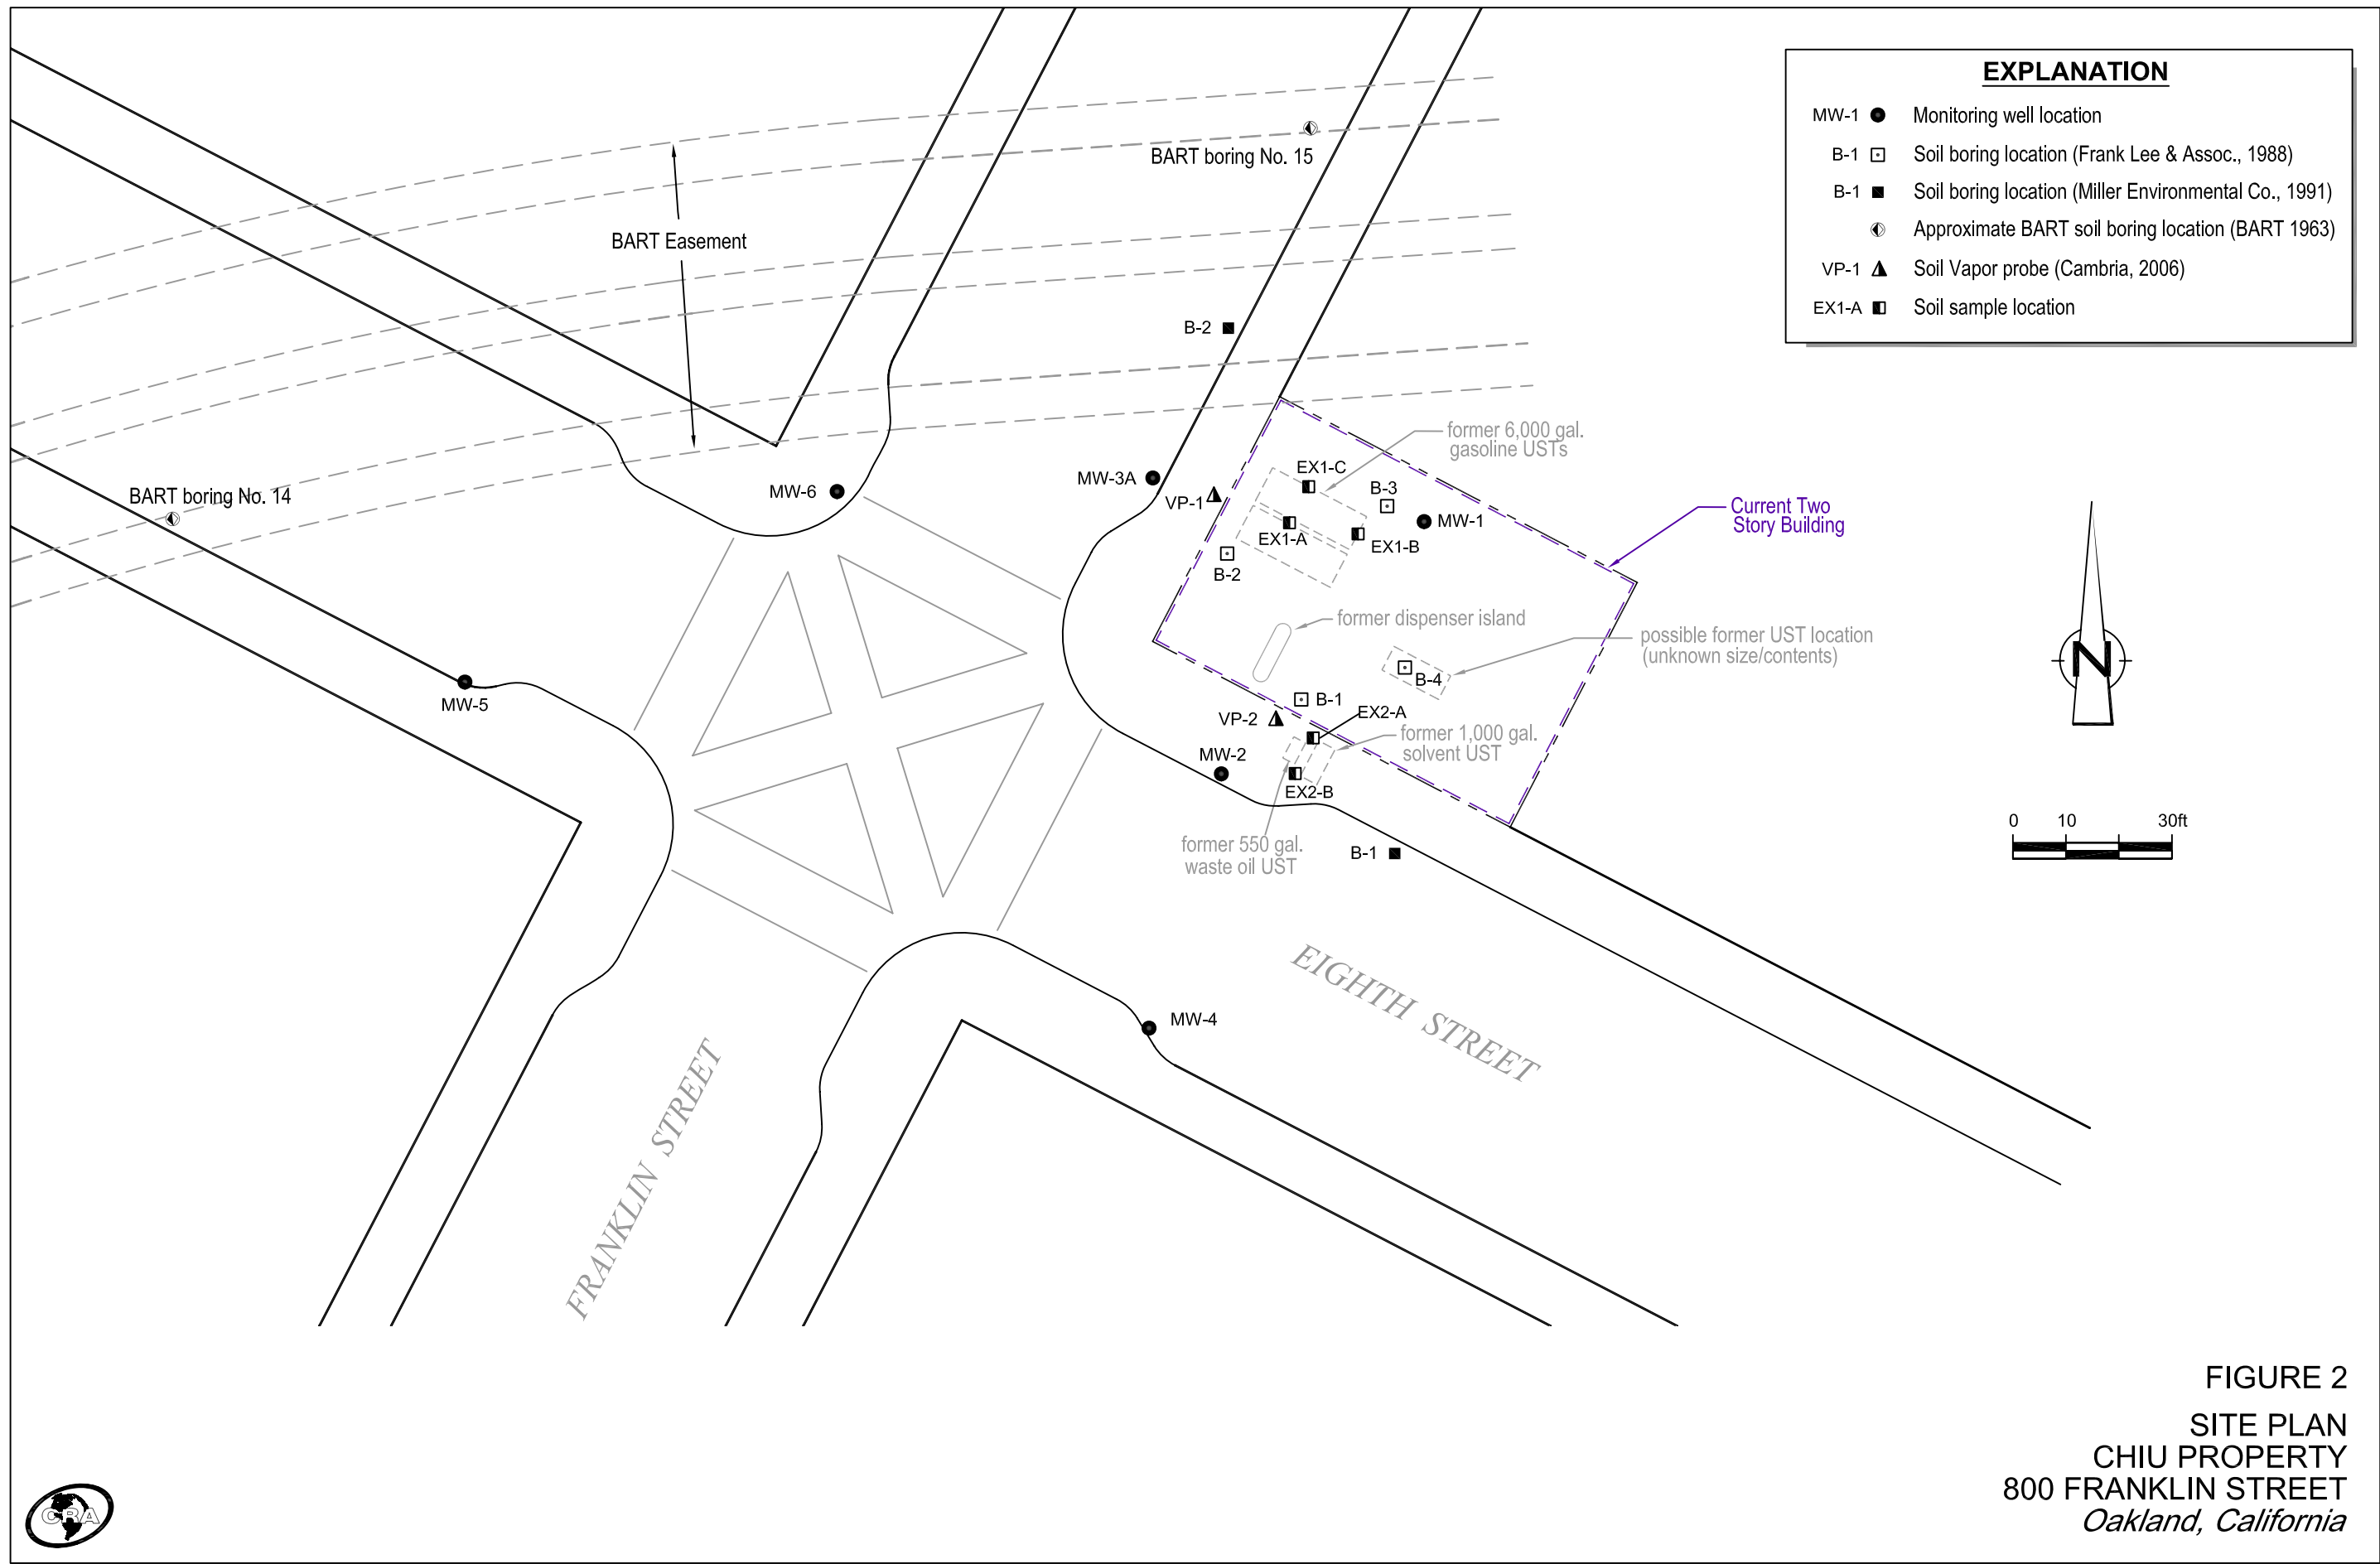 EXPLANATION
MW-1 Monitoring well location
B-1 Soil boring location (Frank Lee & Assoc., 1988)
B-1 Soil boring location (Miller Environmental Co., 1991)
Approximate BART soil boring location (BART 1963)
VP-1 Soil Vapor probe (Cambria, 2006)
EX1-A Soil sample location
BART boring No. 15
BART Easement
B-2
former 6,000 gal.
gasoline USTs
EX1-C
MW-3A
B-3
MW-6
BART boring No. 14
VP-1
MW-1
Current Two
Story Building
EX1-A
EX1-B
B-2
former dispenser island
possible former UST location
(unknown size/contents)
B-4
MW-5
B-1
EX2-A
VP-2
former 1,000 gal.
solvent UST
MW-2
EX2-B
former 550 gal.
waste oil UST
B-1
N
0 10 30ft
MW-4
EIGHTH STREET
FRANKLIN STREET
FIGURE 2
SITE PLAN
CHIU PROPERTY
800 FRANKLIN STREET
Oakland, California
CRA